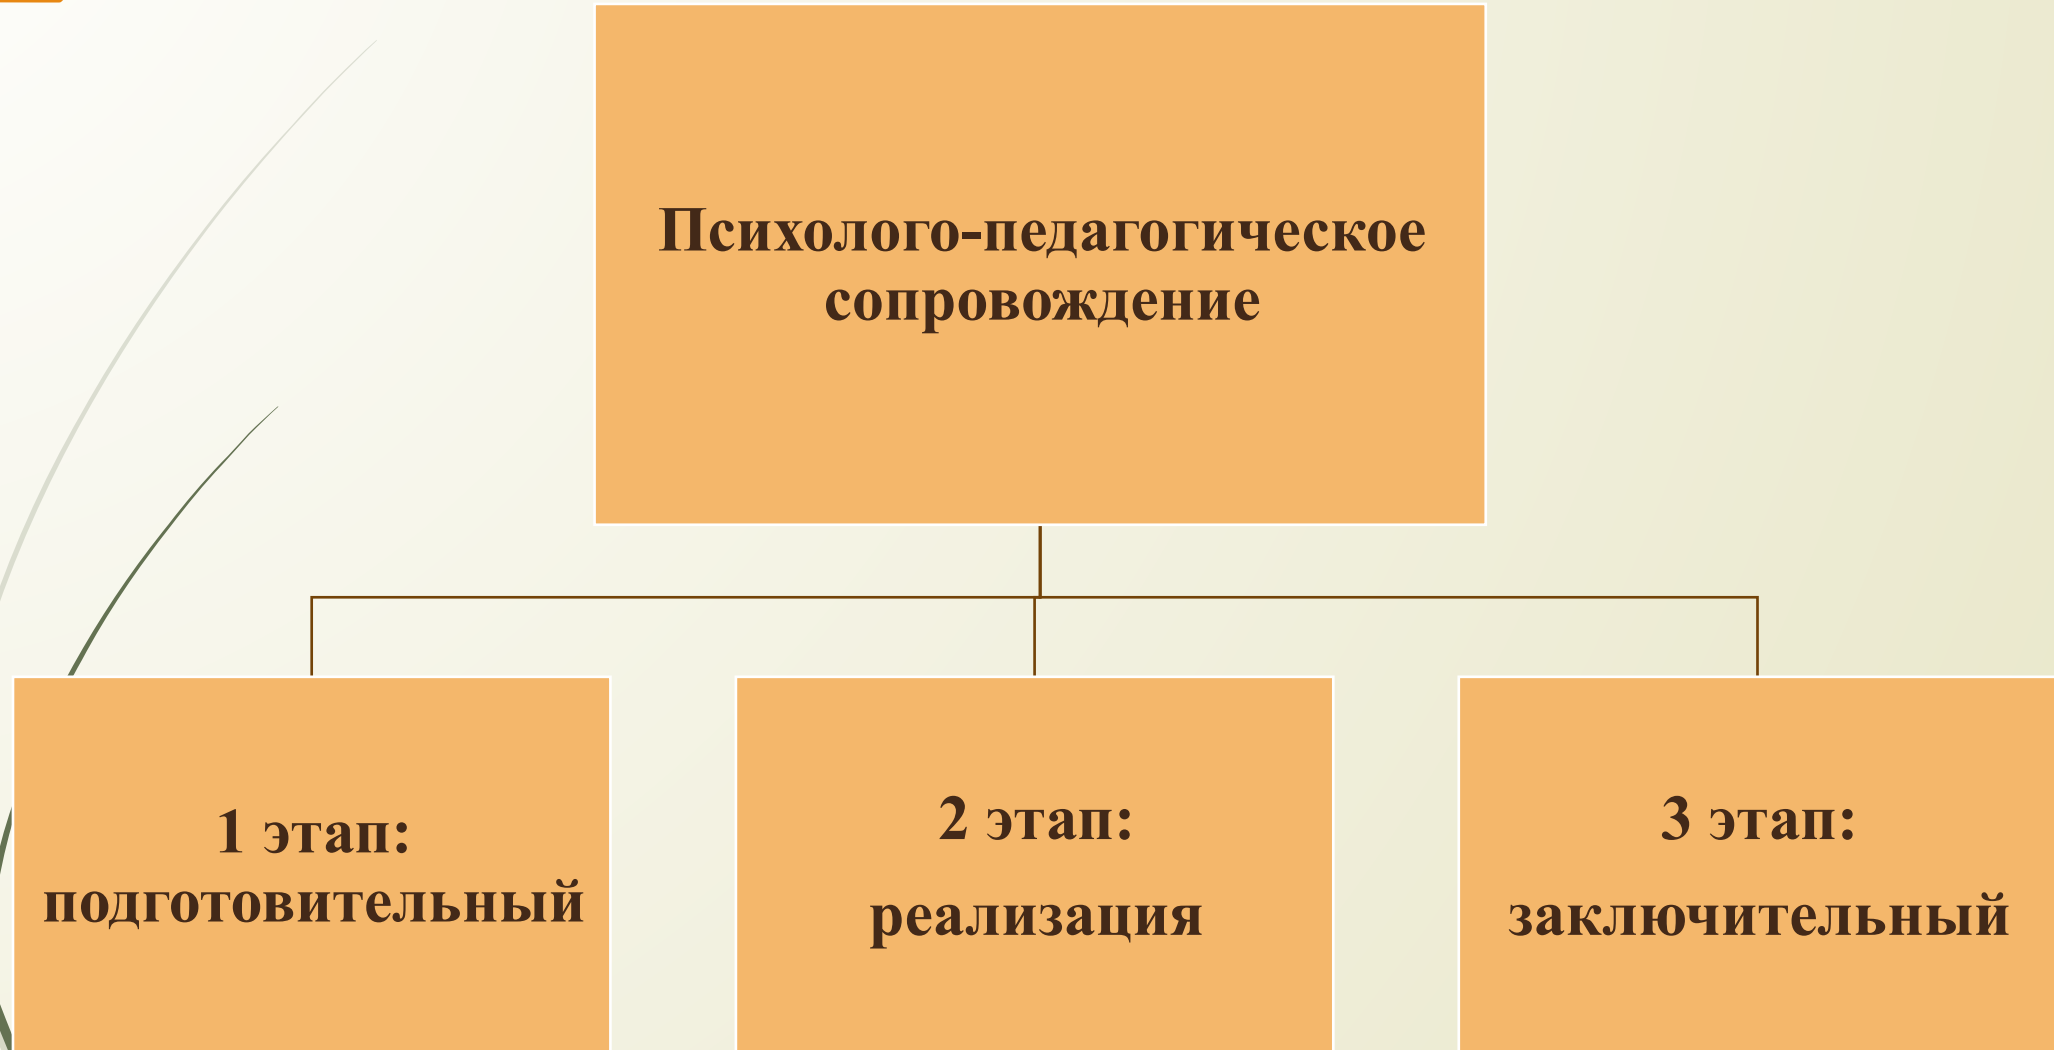 Психолого-педагогическое
сопровождение
1 этап:
подготовительный
2 этап:
реализация
3 этап:
заключительный